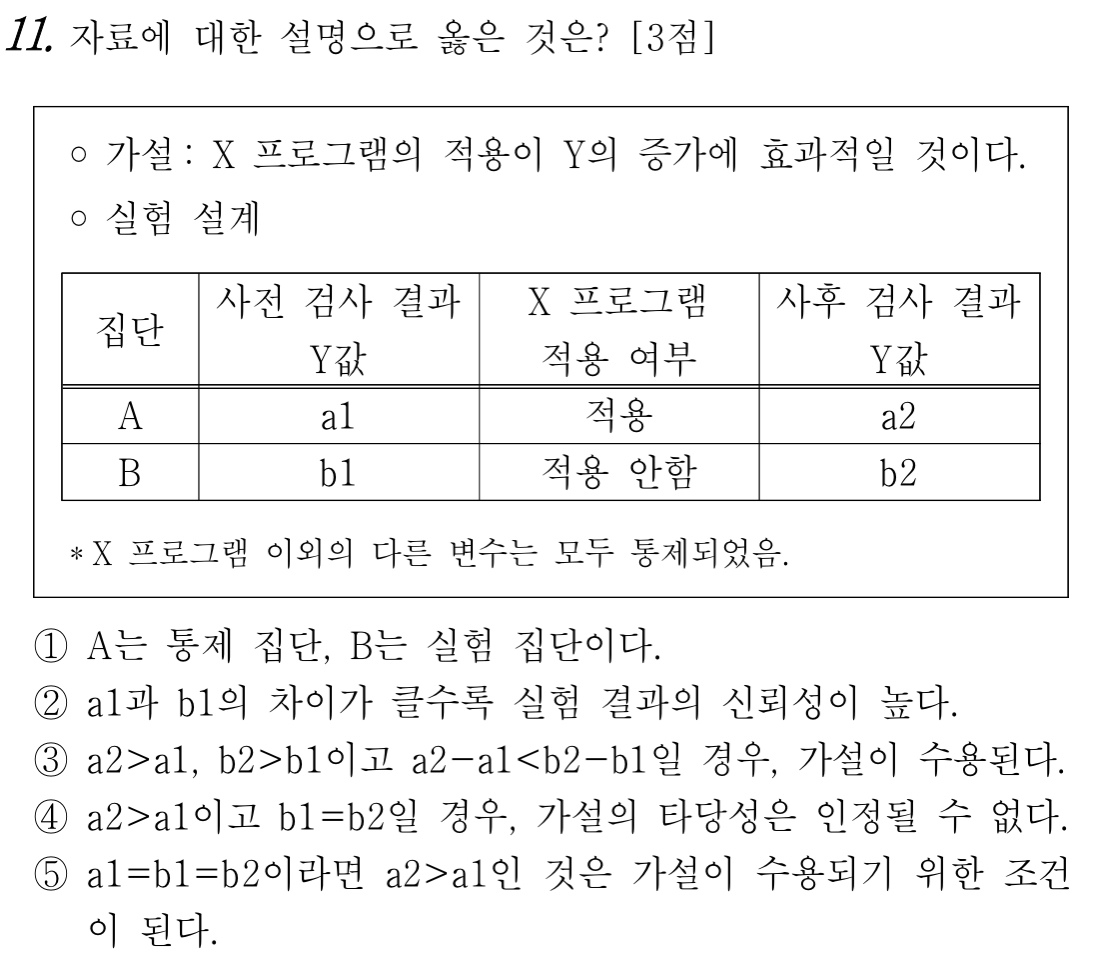 11. 자료에 대한 설명으로 옳은 것은? [3점]
○ 가설: X 프로그램의 적용이 Y의 증가에 효과적일 것이다.
○ 실험 설계
집단 사전 검사 결과 Y값 X 프로그램 적용 여부 사후 검사 결과 Y값
A a1 적용 a2
B b1 적용 안함 b2
*X 프로그램 이외의 다른 변수는 모두 통제되었음.
① A는 통제 집단, B는 실험 집단이다.
② a1과 b1의 차이가 클수록 실험 결과의 신뢰성이 높다.
③ a2>a1, b2>b1이고 a2-a1<b2-b1일 경우, 가설이 수용된다.
④ a2>a1이고 b1=b2일 경우, 가설의 타당성은 인정될 수 없다.
⑤ a1=b1=b2이라면 a2>a1인 것은 가설이 수용되기 위한 조건
이 된다.